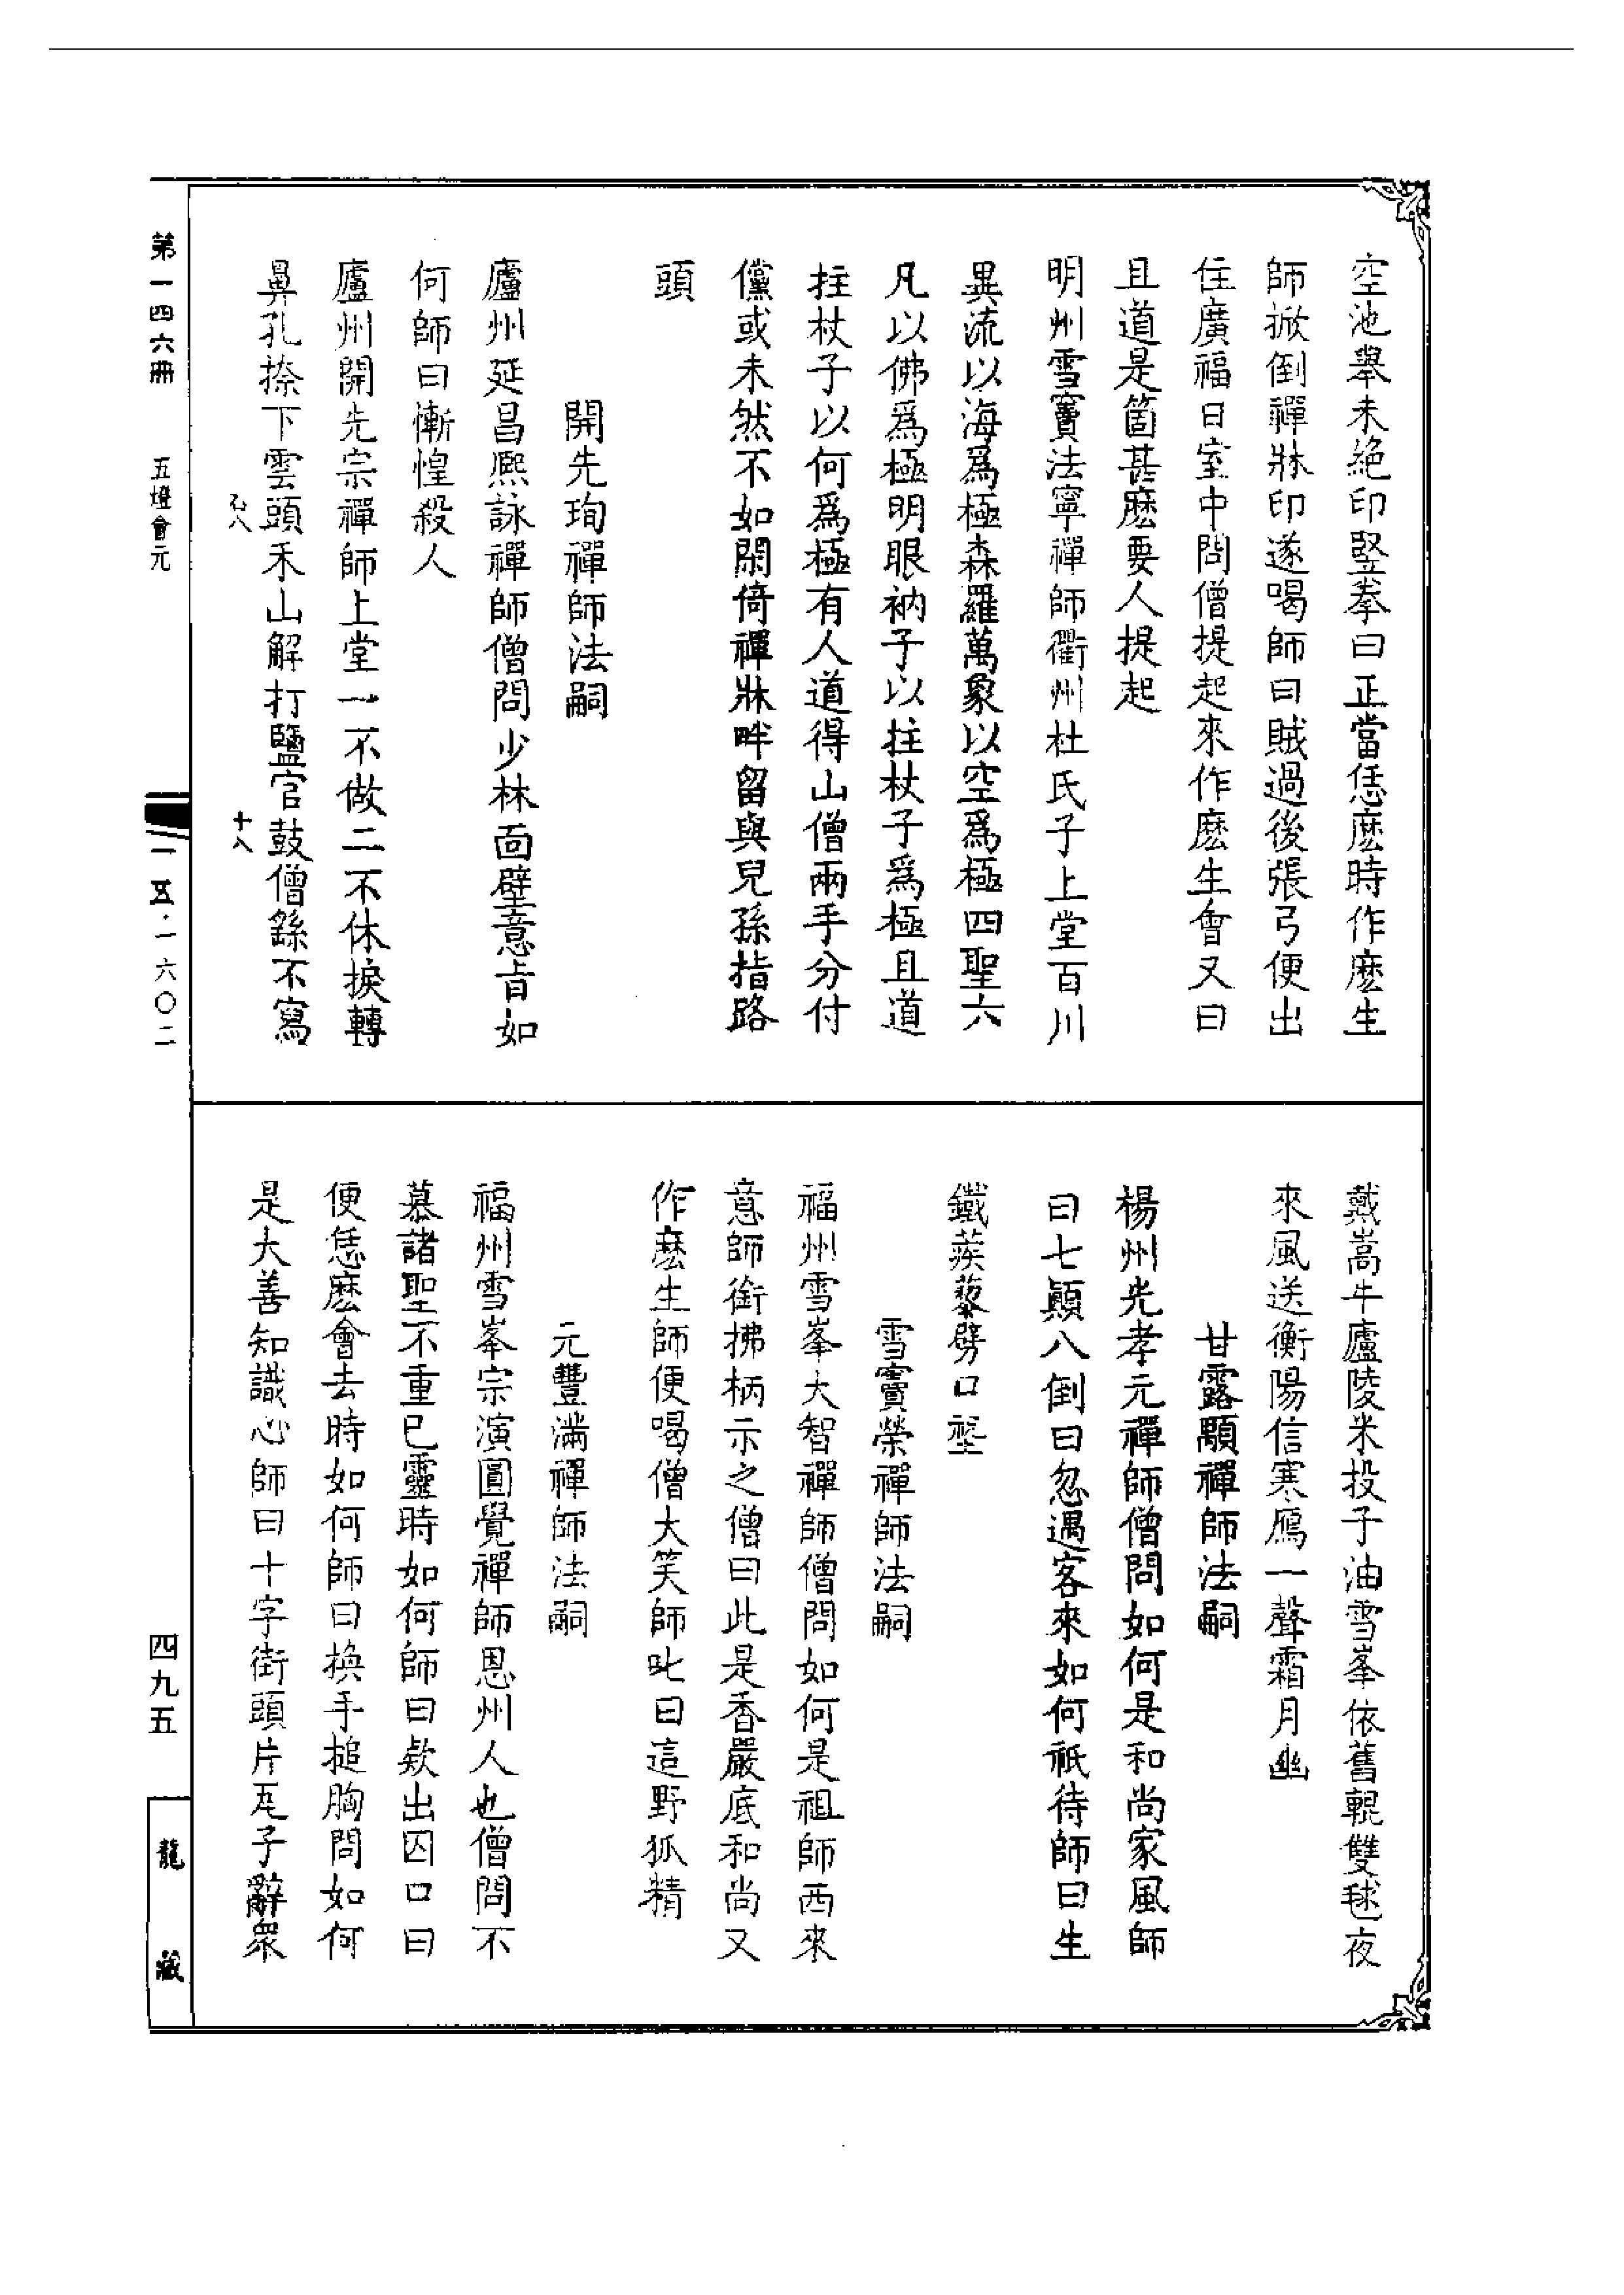 空池舉未絕印豎拳曰正當恁麽時作麽生
師掀倒禪牀印遂喝師曰賊過後張弓便出
住廣福日室中問僧提起來作麽生會又曰
且道是箇甚麽要人提起
明州雪竇法寧禪師衢州杜氏子上堂百川
異流以海爲極森羅萬象以空爲極四聖六
凡以佛爲極明眼衲子以拄杖子爲極且道
拄杖子以何爲極有人道得山僧兩手分付
儻或未然不如閑倚禪牀畔留與兒孫指路
頭
開先珣禪師法嗣
廬州延昌熈詠禪師僧問少林面壁意旨如
何師曰慚惶殺人
廬州開先宗禪師上堂一不做二不休捩轉
鼻孔捺下雲頭禾山解打鹽官鼓僧繇不寫
戴嵩牛廬陵米投子油雪峯依舊輥雙毬夜
來風送衡陽信寒鴈一聲霜月幽
甘露顒禪師法嗣
楊州光孝元禪師僧問如何是和尚家風師
曰七顛八倒曰忽遇客來如何祇待師曰生
鐵蒺藜劈口𡎺
雪竇榮禪師法嗣
福州雪峯大智禪師僧問如何是祖師西來
意師銜拂柄示之僧曰此是香嚴底和尚又
作麽生師便喝僧大笑師叱曰這野狐精
元豐滿禪師法嗣
福州雪峯宗演圓覺禪師恩州人也僧問不
慕諸聖不重已靈時如何師曰欵出囚口曰
便恁麽會去時如何師曰換手搥胸問如何
是大善知識心師曰十字街頭片瓦子辭衆
第一四六冊
五燈會元
十八
一五·一六〇二
四九五
龍藏